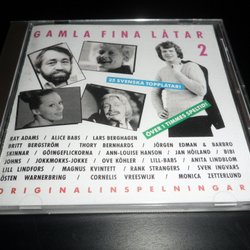 GAMLA FINA LÅTAR
2
22 SVENSKA TOPPLÅTAR!
ÖVER 1 TIMMES SPELTID!
RAY ADAMS / ALICE BABS / LARS BERGHAGEN
BRITT BERGSTRÖM / THORY BERNHARDS / JÖRGEN EDMAN & BARBRO
SKINNAR / GÖINGEFLICKORNA / ANN-LOUISE HANSON / JAN HÖILAND / BIBI
JOHNS / JOKKMOKKS-JOKKE / OVE KÖHLER / LILL-BABS / ANITA LINDBLOM
LILL LINDFORS / MAGNUS KVINTETT / RANK STRANGERS / SVEN INGVARS
ÖSTEN WARNERBRING / CORNELIS VREESWIJK / MONICA ZETTERLUND
ORIGINALINSPELNINGAR